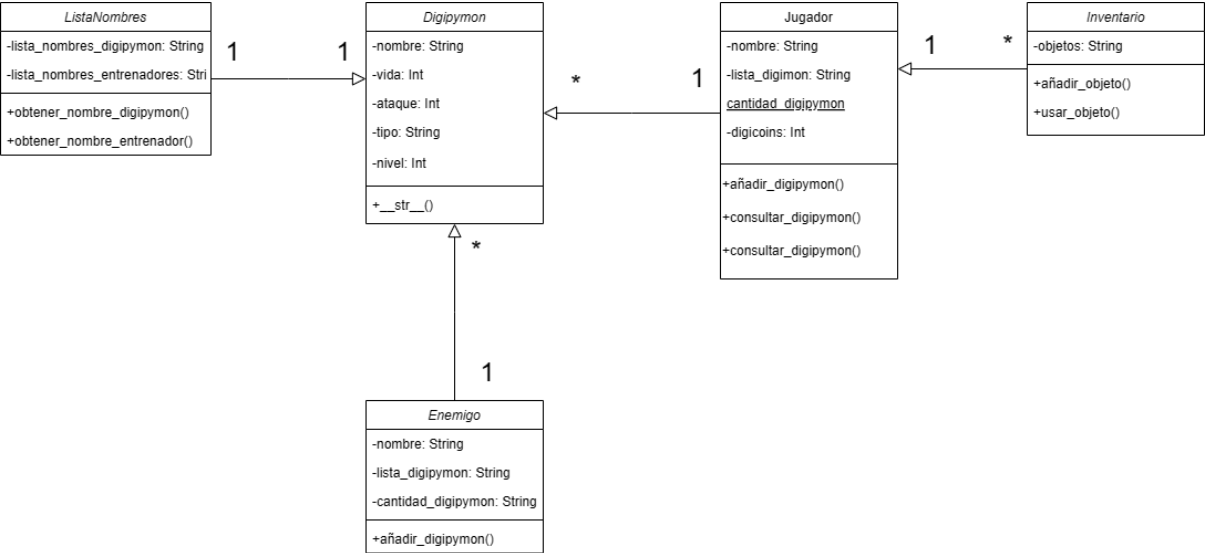 ListaNombres
-lista_nombres_digipymon: String
-lista_nombres_entrenadores: Stri
+obtener_nombre_digipymon()
+obtener_nombre_entrenador()
1
1
Digipymon
-nombre: String
-vida: Int
-ataque: Int
-tipo: String
-nivel: Int
+__str__()
*
1
Jugador
-nombre: String
-lista_digimon: String
cantidad_digipymon
-digicoins: Int
+añadir_digipymon()
+consultar_digipymon()
+consultar_digipymon()
1
*
Inventario
-objetos: String
+añadir_objeto()
+usar_objeto()
*
1
Enemigo
-nombre: String
-lista_digipymon: String
-cantidad_digipymon: String
+añadir_digipymon()